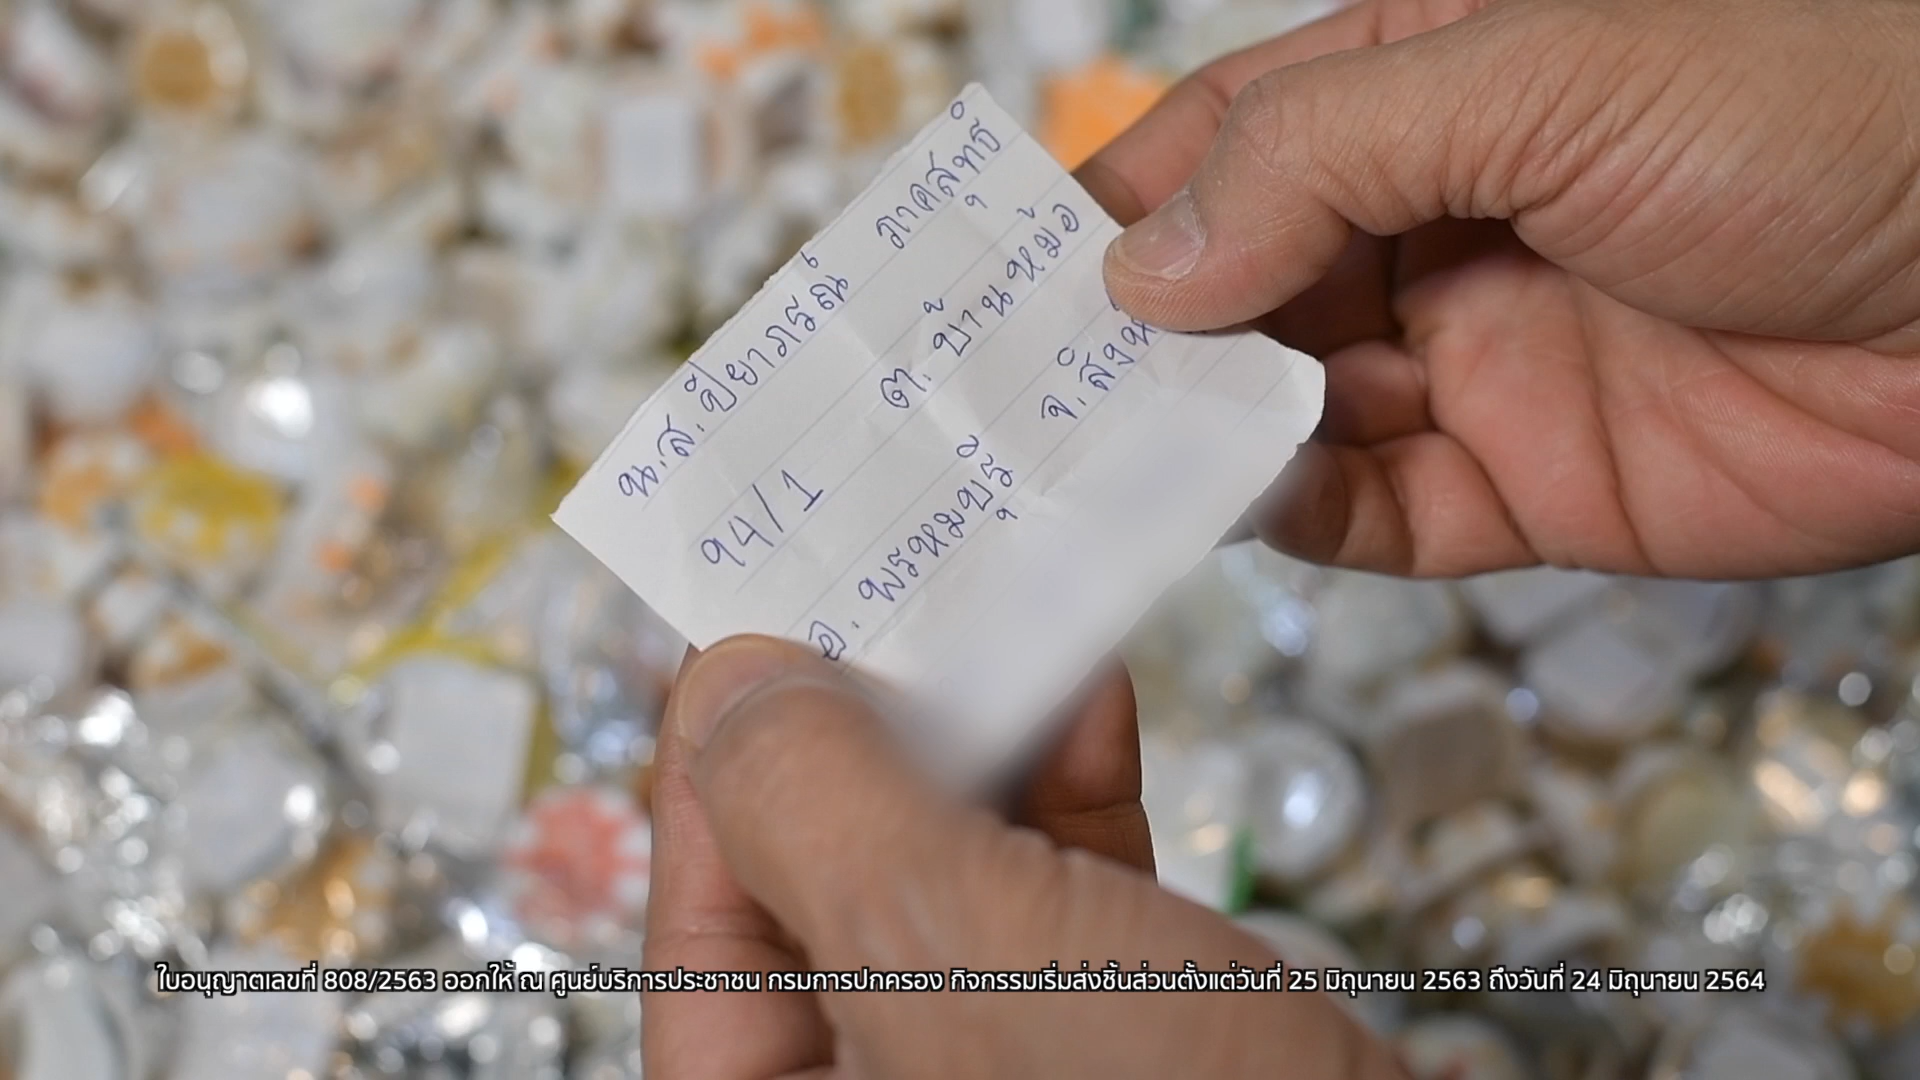 น.ส.ปิยาภรณ์ ภาคสุทธิ์
94/1 ต. บ้านหม้อ
อ. พรหมบุรี จ. สิงห์
ใบอนุญาตเลขที่ 808/2563 ออกให้ ณ ศูนย์บริการประชาชน กรมการปกครอง กิจกรรมเริ่มส่งชิ้นส่วนตั้งแต่วันที่ 25 มิถุนายน 2563 ถึงวันที่ 24 มิถุนายน 2564